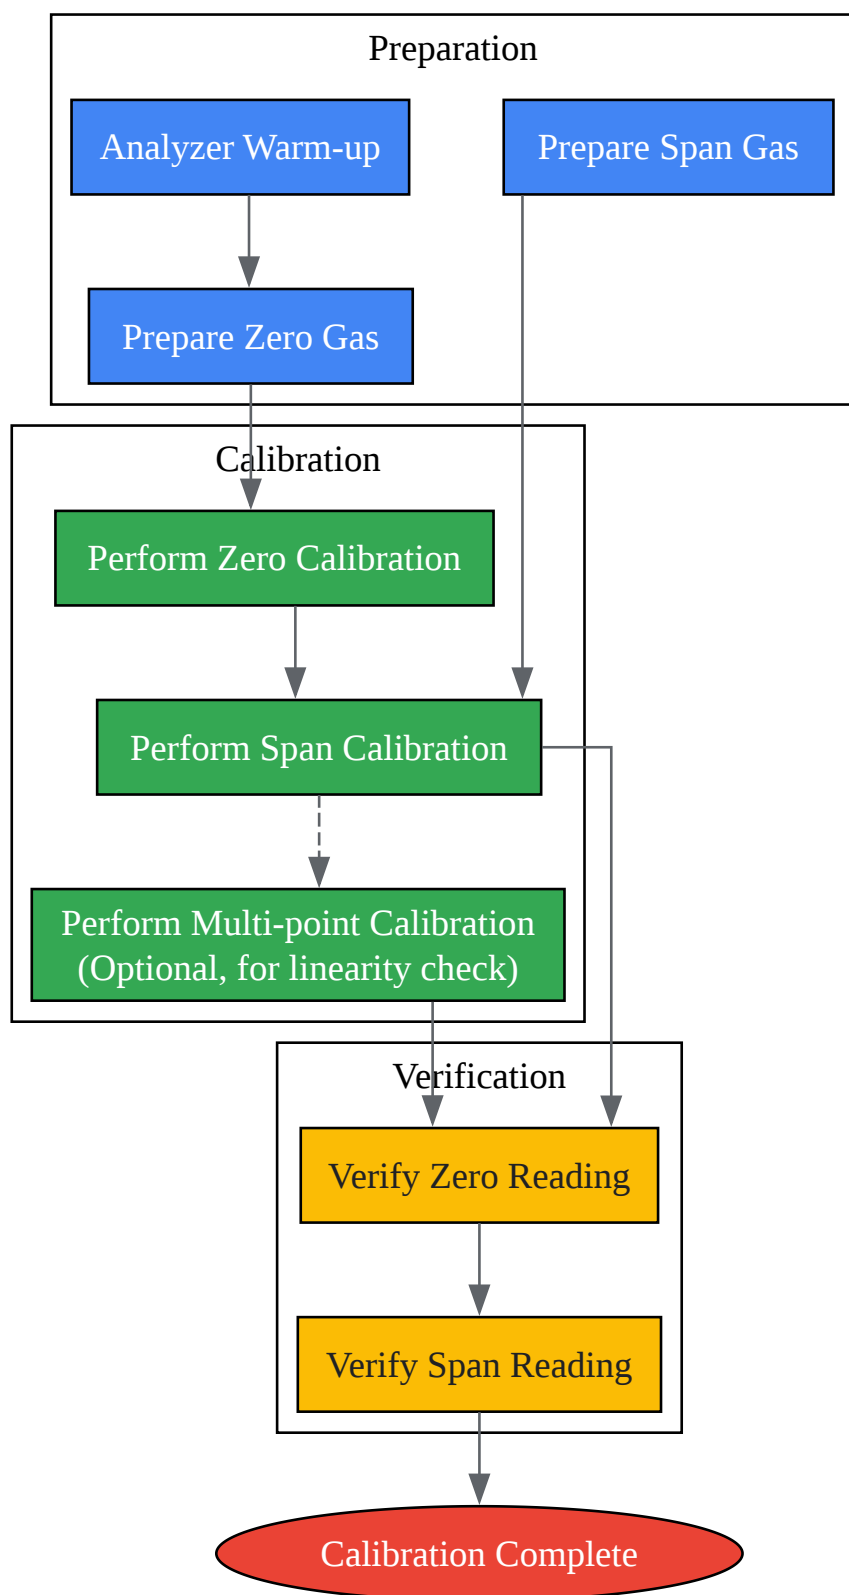 Preparation
Analyzer Warm-up
Prepare Span Gas
Prepare Zero Gas
Calibration
Perform Zero Calibration
Perform Span Calibration
Perform Multi-point Calibration
(Optional, for linearity check)
Verification
Verify Zero Reading
Verify Span Reading
Calibration Complete